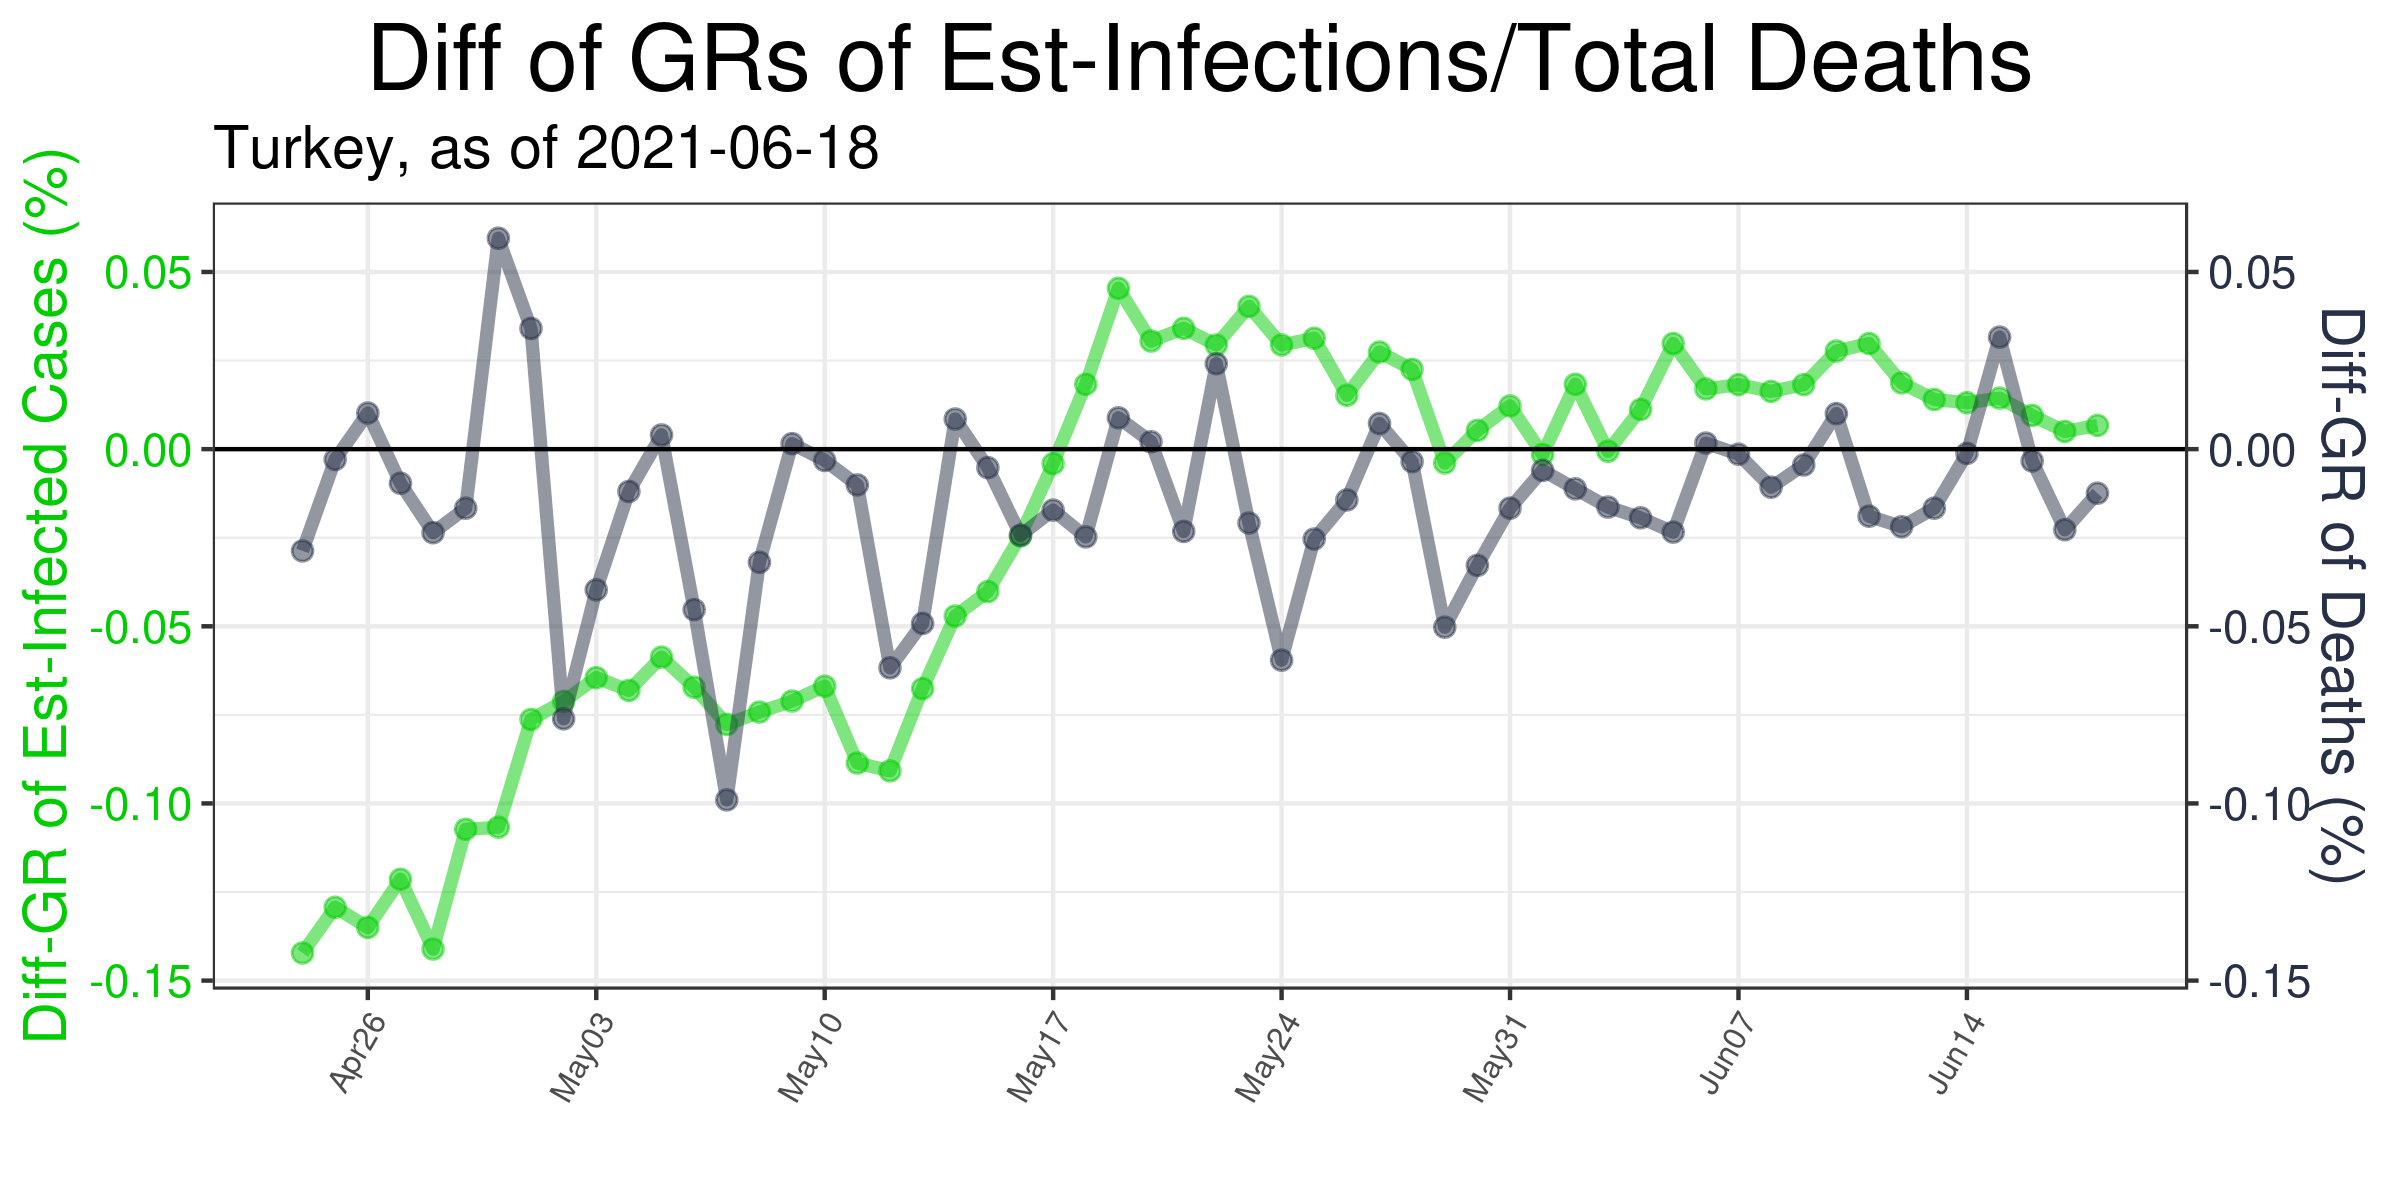 Diff of GRs of Est-Infections/Total Deaths
Turkey, as of 2021-06-18
Diff-GR of Est-Infected Cases (%)
0.05
0.00
-0.05
-0.10
-0.15
0.05
0.00
-0.05
-0.10
-0.15
Diff-GR of Deaths (%)
Apr26
May03
May10
May17
May24
May31
Jun07
Jun14